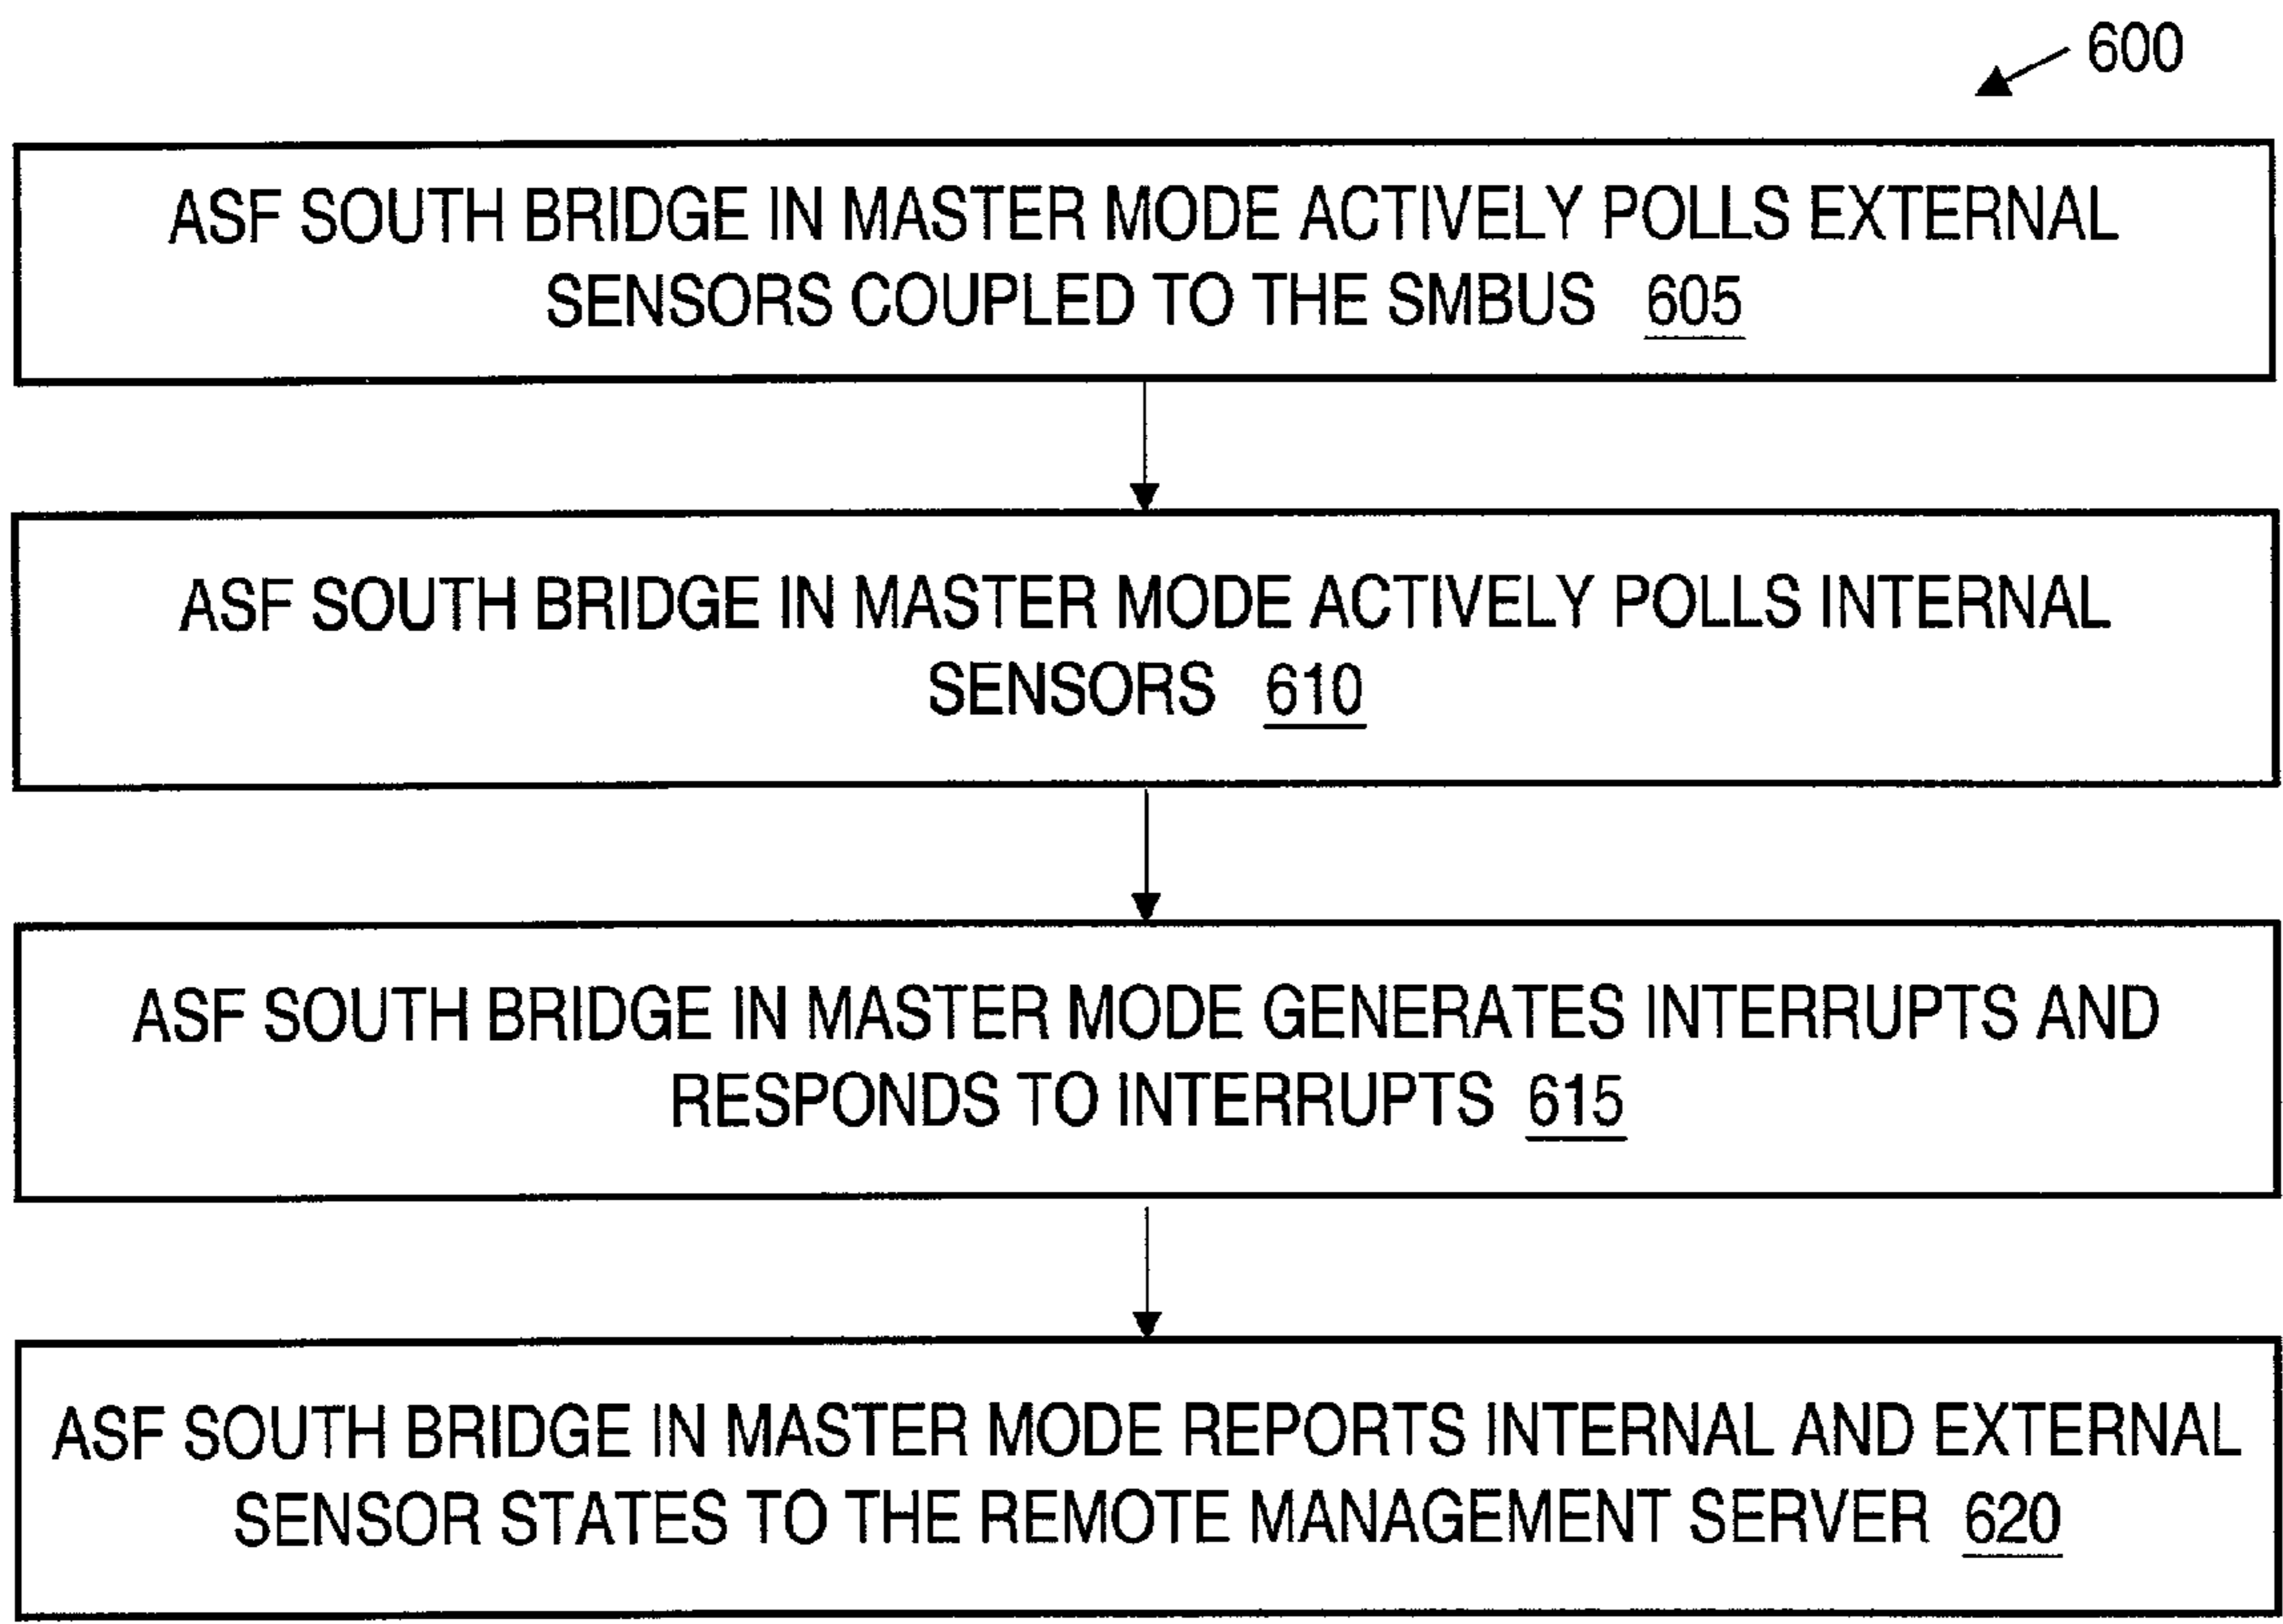 600
ASF SOUTH BRIDGE IN MASTER MODE ACTIVELY POLLS EXTERNAL
SENSORS COUPLED TO THE SMBUS 605
ASF SOUTH BRIDGE IN MASTER MODE ACTIVELY POLLS INTERNAL
SENSORS 610
ASF SOUTH BRIDGE IN MASTER MODE GENERATES INTERRUPTS AND
RESPONDS TO INTERRUPTS 615
ASF SOUTH BRIDGE IN MASTER MODE REPORTS INTERNAL AND EXTERNAL
SENSOR STATES TO THE REMOTE MANAGEMENT SERVER 620